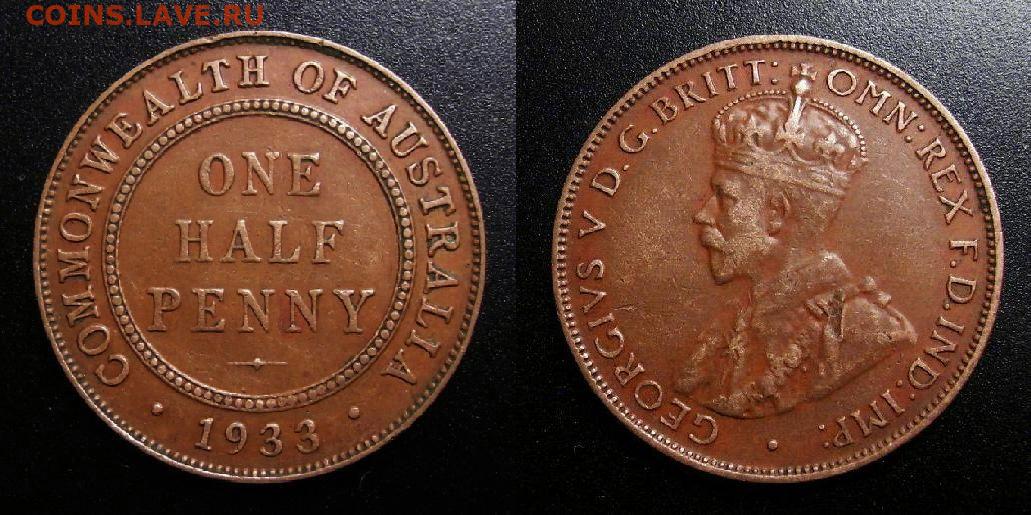 COINS.LAVE.RU
COMMONWEALTH OF AUSTRALIA
ONE
HALF
PENNY
· 1933 ·
GEORGIVS V D. G. BRITT: OMN: REX F. D. IND: IMP: